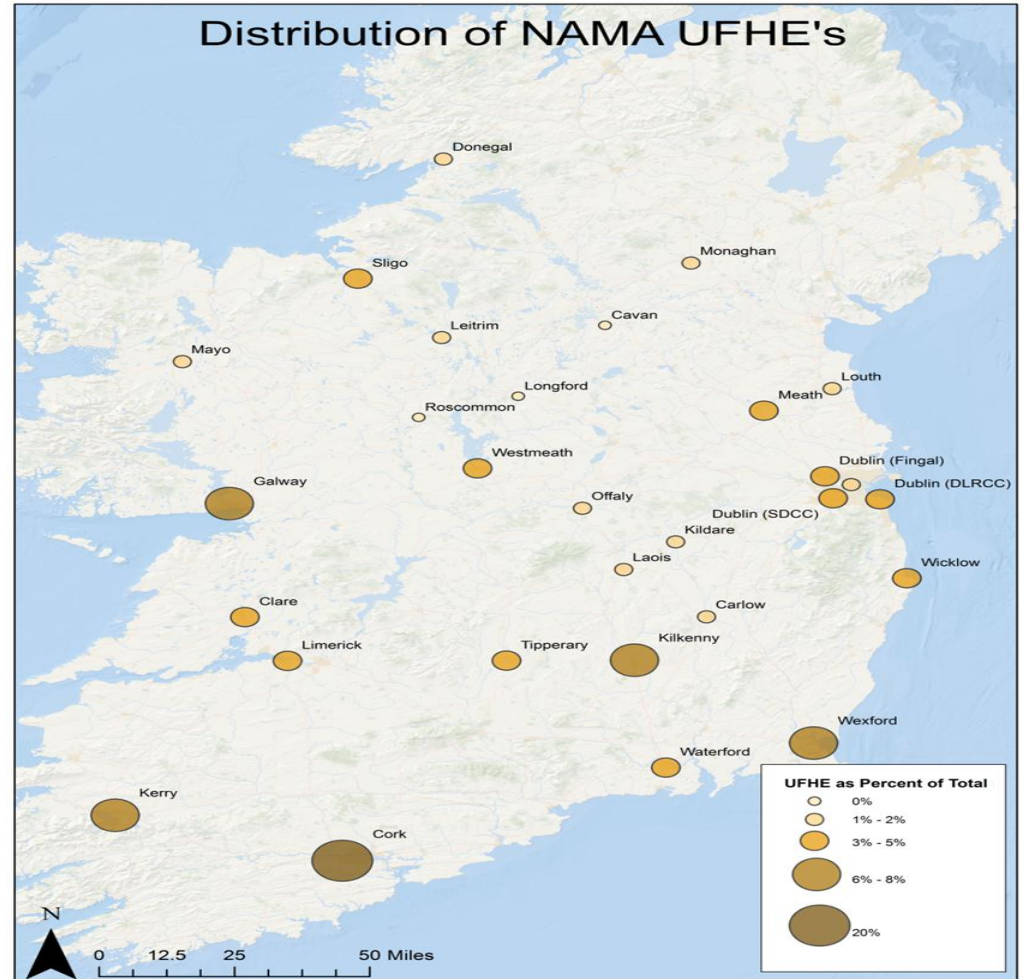 Distribution of NAMA UFHE's
Donegal
Monaghan
Sligo
Cavan
Leitrim
Mayo
Louth
Longford
Meath
Roscommon
Westmeath
Dublin (Fingal)
Galway
Dublin (DLRCC)
Offaly
Dublin (SDCC)
Kildare
Laois
Wicklow
Clare
Carlow
Kilkenny
Limerick
Tipperary
Wexford
Waterford
Kerry
Cork
UFHE as Percent of Total
0%
1% - 2%
3% - 5%
6% - 8%
20%
N
0 12.5 25 50 Miles